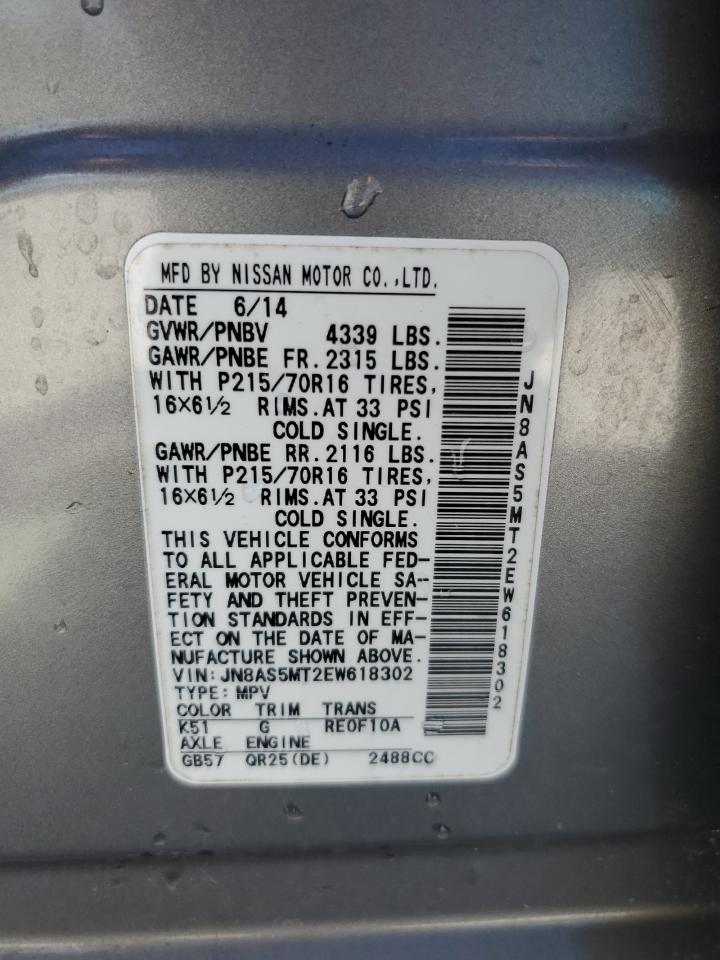 MFD BY NISSAN MOTOR CO.,LTD.
DATE 6/14
GVWR/PNBV 4339 LBS.
GAWR/PNBE FR. 2315 LBS.
WITH P215/70R16 TIRES,
16X6½ RIMS. AT 33 PSI
COLD SINGLE.
GAWR/PNBE RR. 2116 LBS.
WITH P215/70R16 TIRES,
16X6½ RIMS. AT 33 PSI
COLD SINGLE.
THIS VEHICLE CONFORMS
TO ALL APPLICABLE FED-
ERAL MOTOR VEHICLE SA-
FETY AND THEFT PREVEN-
TION STANDARDS IN EFF-
ECT ON THE DATE OF MA-
NUFACTURE SHOWN ABOVE.
VIN:JN8AS5MT2EW618302
TYPE:MPV
COLOR TRIM TRANS
K51 G RE0F10A
AXLE ENGINE
GB57 QR25(DE) 2488CC
JN8AS5MT2EW618302